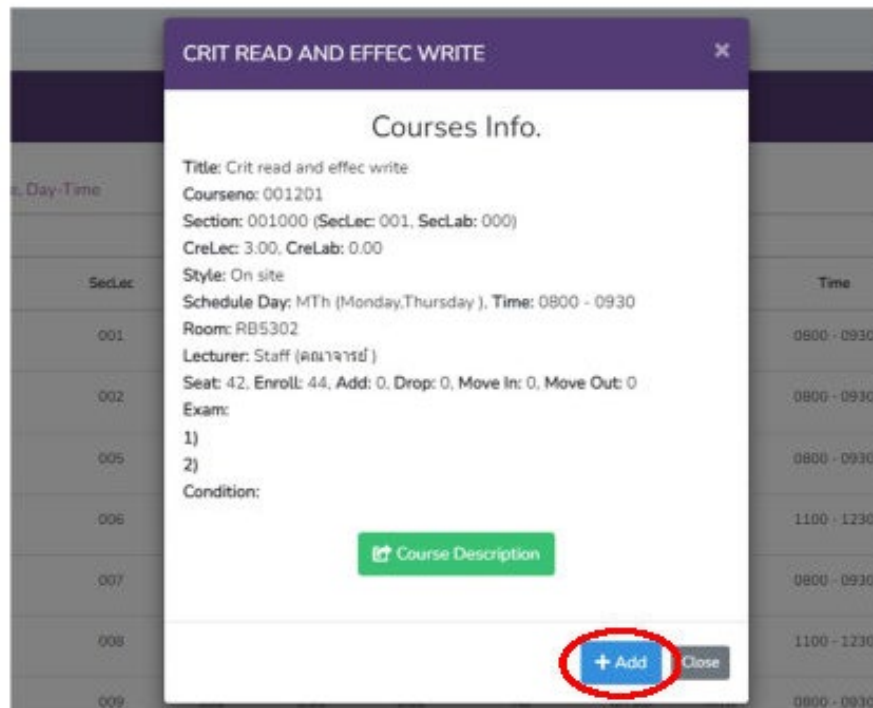 CRIT READ AND EFFEC WRITE ×
Courses Info.
Title: Crit read and effec write
Courseno: 001201
Section: 001000 (SecLec: 001, SecLab: 000)
CreLec: 3.00, CreLab: 0.00
Style: On site
Schedule Day: MTh (Monday,Thursday ), Time: 0800 - 0930
Room: RB5302
Lecturer: Staff (คณาจารย์ )
Seat: 42, Enroll: 44, Add: 0, Drop: 0, Move In: 0, Move Out: 0
Exam:
1)
2)
Condition:
Course Description
+ Add Close
Day-Time
SecLec Time
001 0800 - 0930
002 0800 - 0930
005 0800 - 0930
006 1100 - 1230
007 0800 - 0930
008 1100 - 1230
009 0800 - 0930